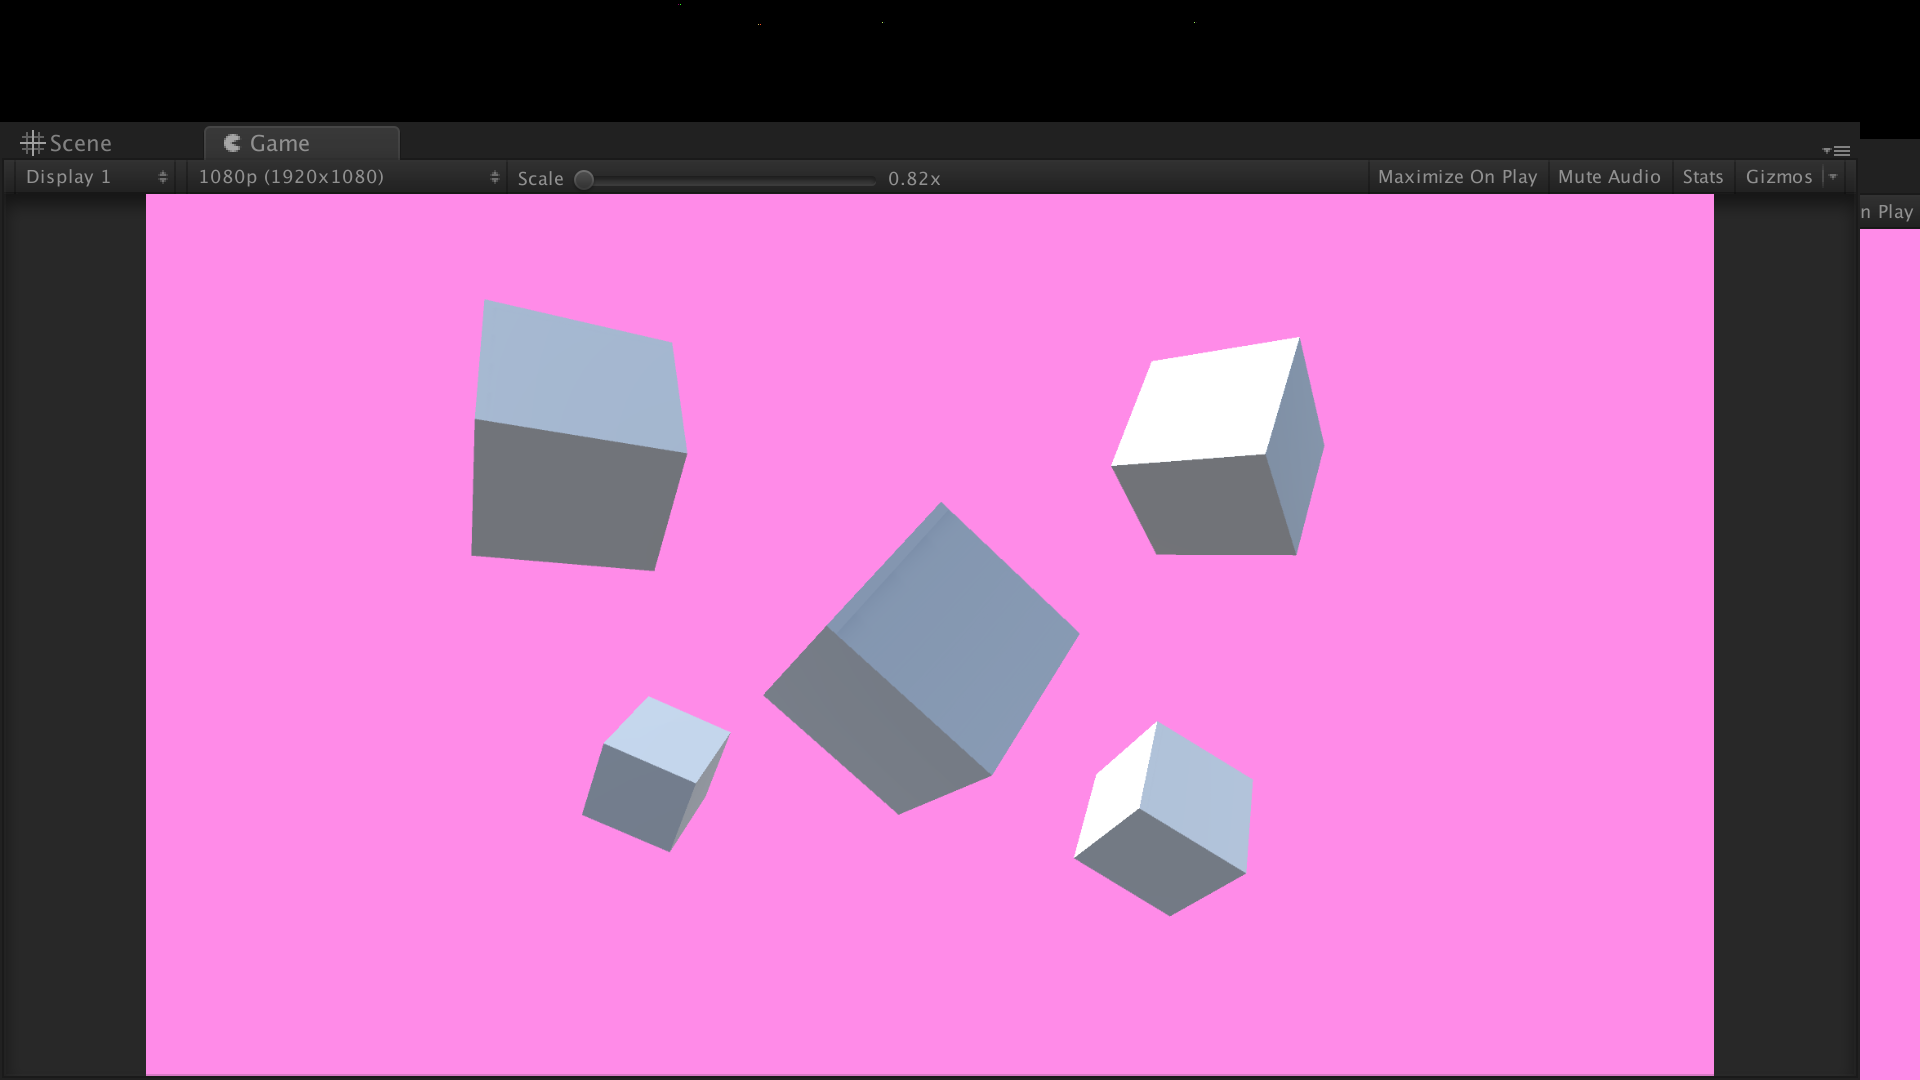 Scene Game
Display 1 1080p (1920x1080) Scale 0.82x Maximize On Play Mute Audio Stats Gizmos
n Play